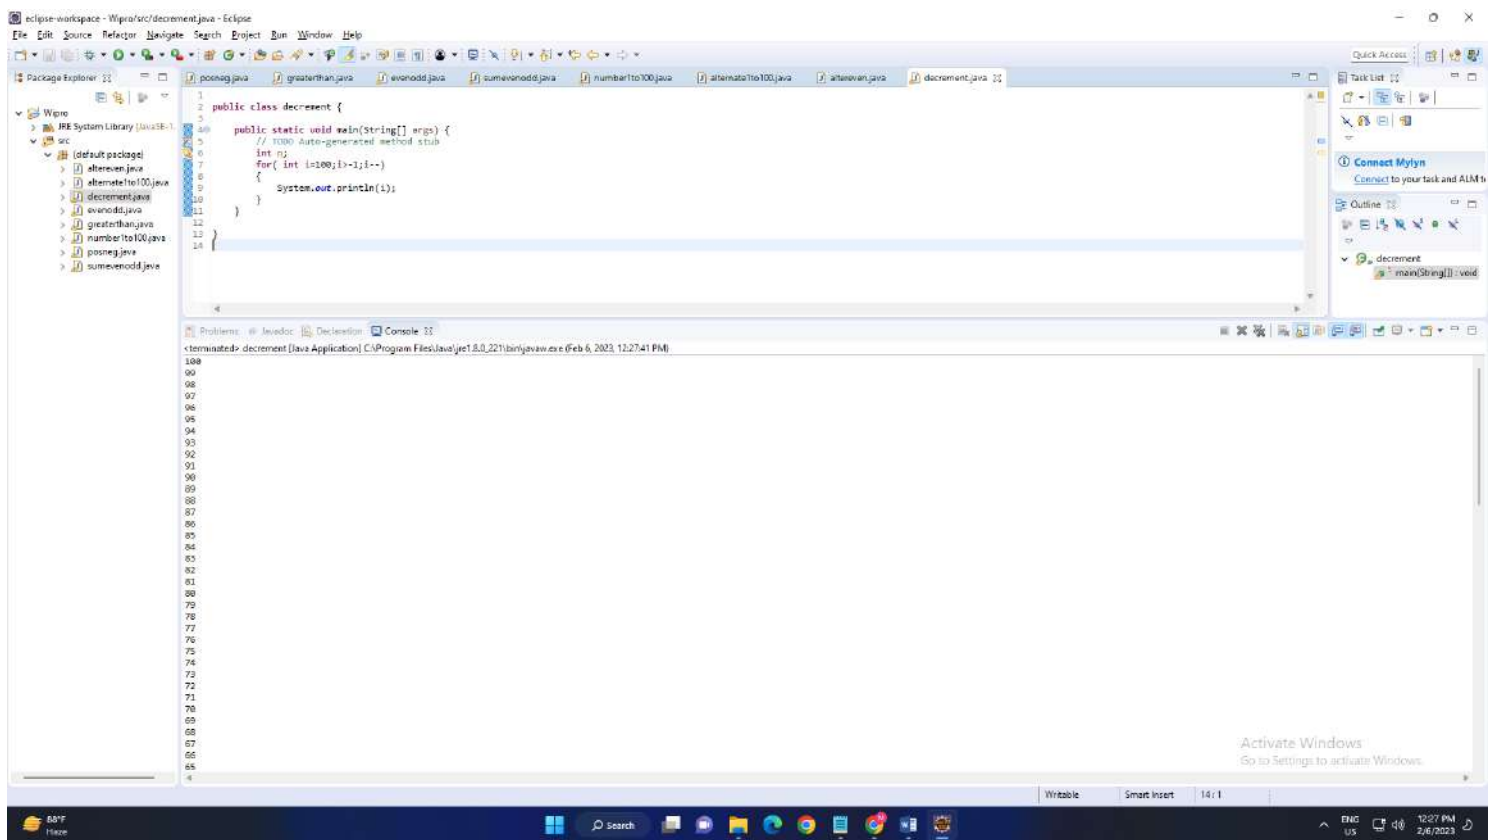 eclipse-workspace - Wipro/src/decrement.java - Eclipse
File Edit Source Refactor Navigate Search Project Run Window Help
Quick Access
Package Explorer
posneg.java greaterthan.java evenodd.java sumevenodd.java number1to100.java alternate1to100.java altereven.java decrement.java
Task List
Wipro
JRE System Library [JavaSE-1.
src
(default package)
altereven.java
alternate1to100.java
decrement.java
evenodd.java
greaterthan.java
number1to100.java
posneg.java
sumevenodd.java
1
2 public class decrement {
3
4 public static void main(String[] args) {
5 // TODO Auto-generated method stub
6 int n;
7 for( int i=100;i>-1;i--)
8 {
9 System.out.println(i);
10 }
11 }
12
13 }
14
Connect Mylyn
Connect to your task and ALM t
Outline
decrement
main(String[]) : void
Problems Javadoc Declaration Console
<terminated> decrement [Java Application] C:\Program Files\Java\jre1.8.0_221\bin\javaw.exe (Feb 6, 2023, 12:27:41 PM)
100
99
98
97
96
95
94
93
92
91
90
89
88
87
86
85
84
83
82
81
80
79
78
77
76
75
74
73
72
71
70
69
68
67
66
65
Activate Windows
Go to Settings to activate Windows.
Writable Smart Insert 14 : 1
88°F
Haze
Search
ENG
US
12:27 PM
2/6/2023